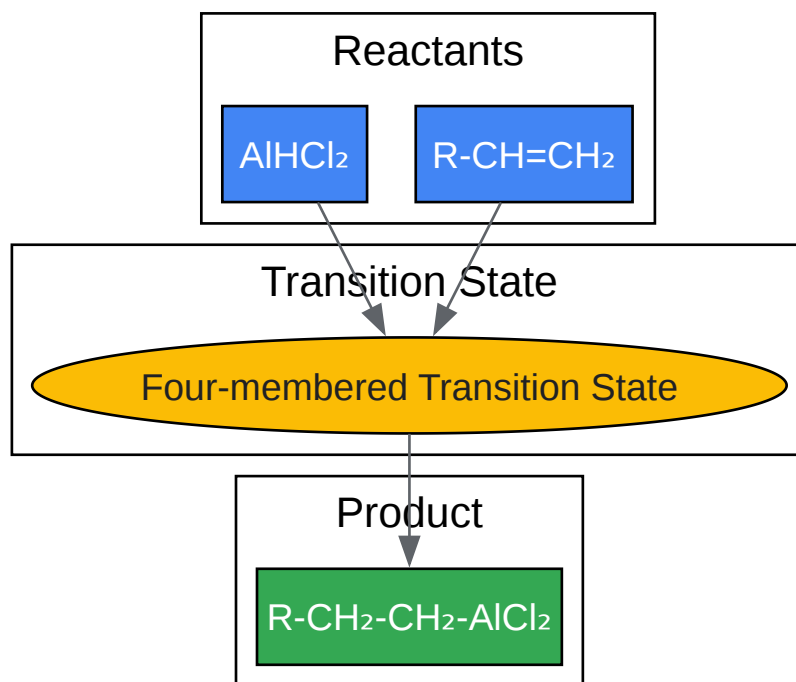 Reactants
AlHCl₂
R-CH=CH₂
Transition State
Four-membered Transition State
Product
R-CH₂-CH₂-AlCl₂